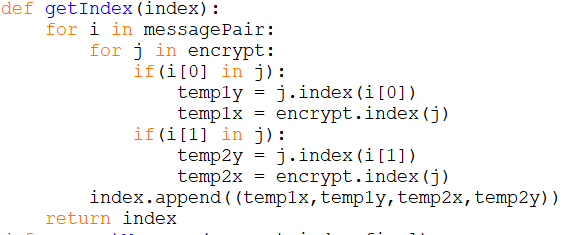 def getIndex(index):
    for i in messagePair:
        for j in encrypt:
            if(i[0] in j):
                temp1y = j.index(i[0])
                temp1x = encrypt.index(j)
            if(i[1] in j):
                temp2y = j.index(i[1])
                temp2x = encrypt.index(j)
        index.append((temp1x,temp1y,temp2x,temp2y))
    return index